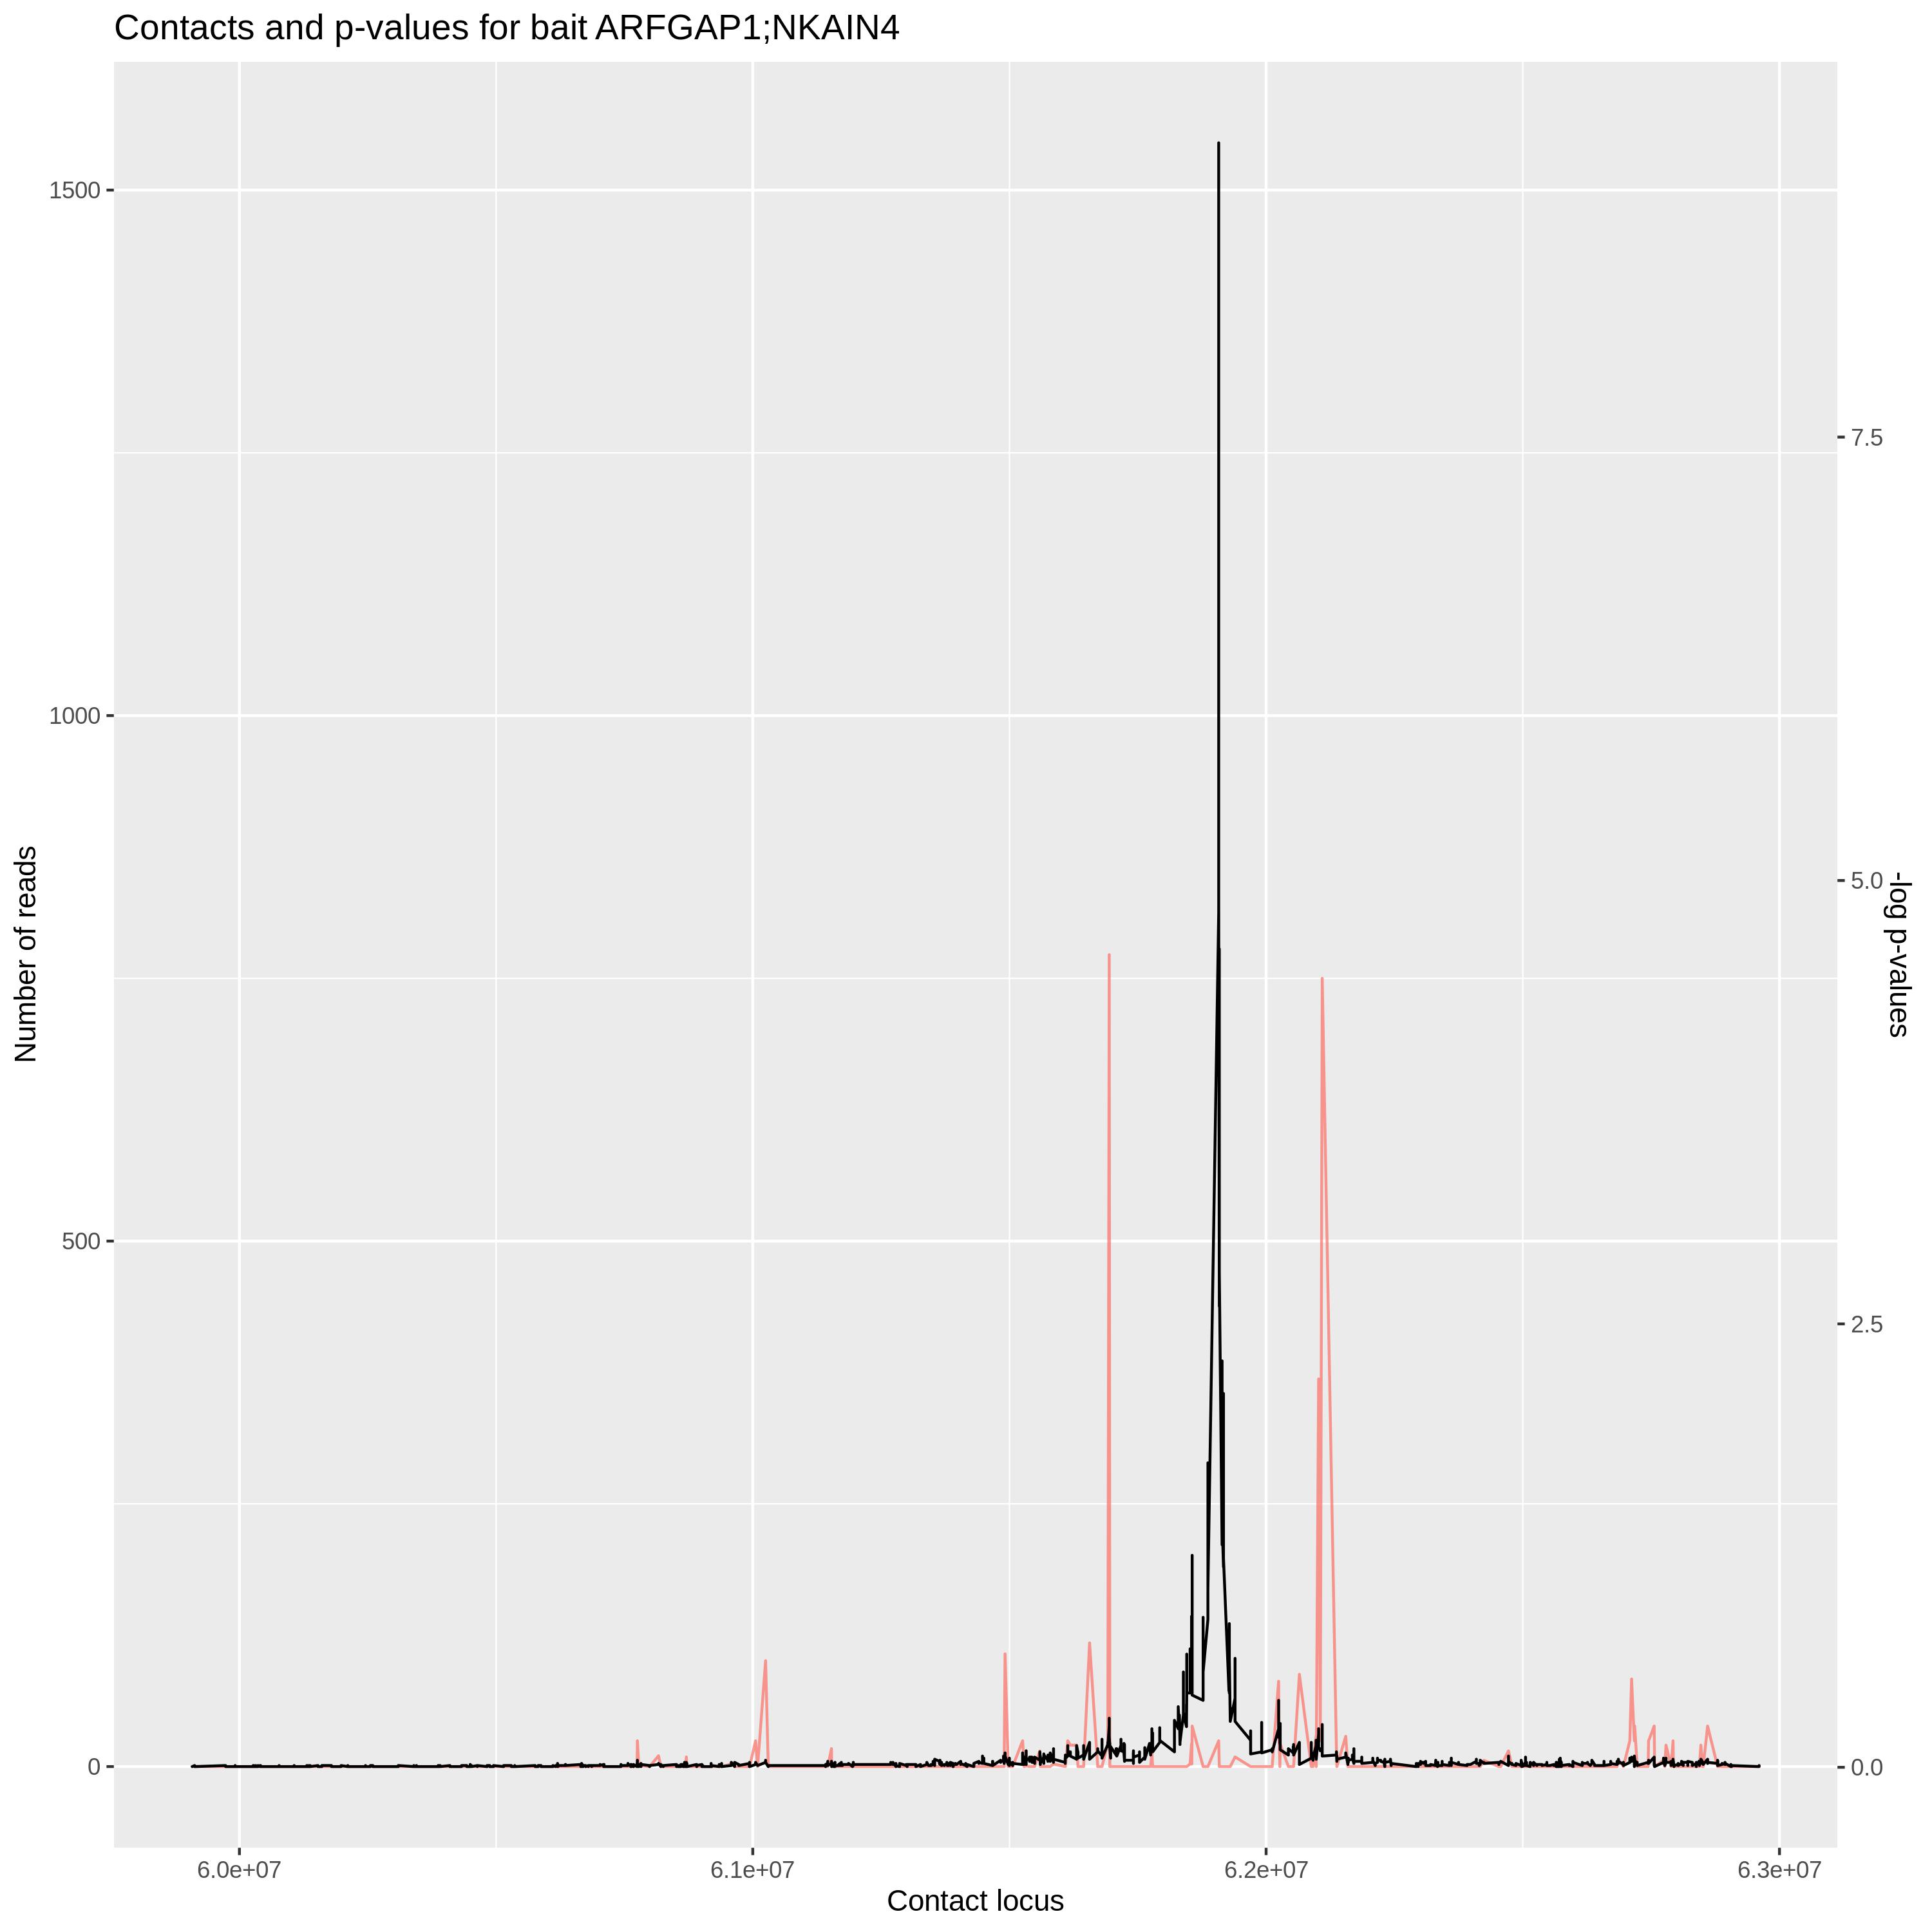 Contacts and p-values for bait ARFGAP1;NKAIN4
1500
1000
500
0
Number of reads
7.5
5.0
2.5
0.0
-log p-values
6.0e+07
6.1e+07
6.2e+07
6.3e+07
Contact locus